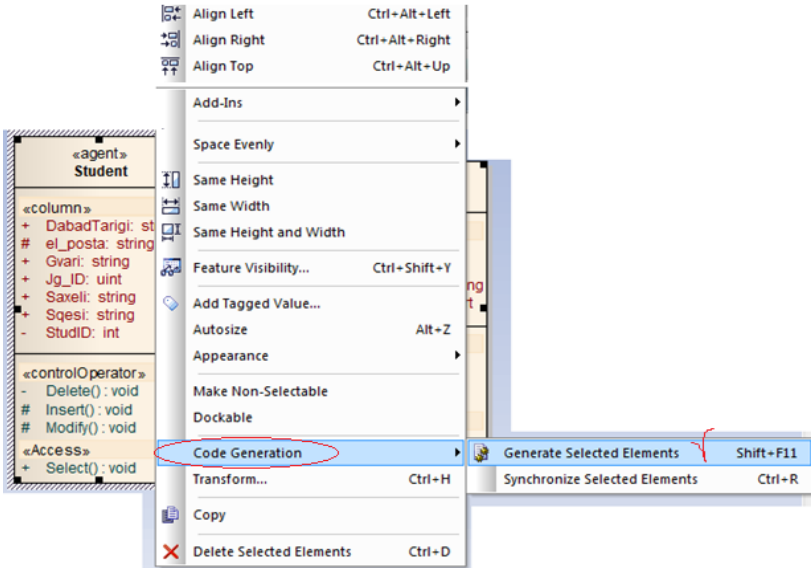 Align Left Ctrl+Alt+Left
Align Right Ctrl+Alt+Right
Align Top Ctrl+Alt+Up
Add-Ins
Space Evenly
Same Height
Same Width
Same Height and Width
Feature Visibility... Ctrl+Shift+Y
Add Tagged Value...
Autosize Alt+Z
Appearance
Make Non-Selectable
Dockable
Code Generation
Transform... Ctrl+H
Copy
Delete Selected Elements Ctrl+D
Generate Selected Elements Shift+F11
Synchronize Selected Elements Ctrl+R
«agent»
Student
«column»
+ DabadTarigi: st
# el_posta: string
+ Gvari: string
+ Jg_ID: uint
+ Saxeli: string
+ Sqesi: string
- StudID: int
«controlOperator»
- Delete() : void
# Insert() : void
# Modify() : void
«Access»
+ Select() : void
ng